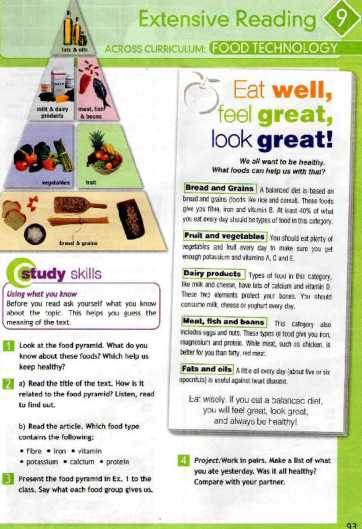 Extensive Reading 9
ACROSS CURRICULUM: FOOD TECHNOLOGY
fats & oils
milk & dairy
products
meat, fish
& beans
vegetables
fruit
bread & grains
study skills
Using what you know
Before you read ask yourself what you know
about the topic. This helps you guess the
meaning of the text.
1 Look at the food pyramid. What do you
know about these foods? Which help us
keep healthy?
2 a) Read the title of the text. How is it
related to the food pyramid? Listen, read
to find out.
b) Read the article. Which food type
contains the following:
• fibre • iron • vitamin
• potassium • calcium • protein
3 Present the food pyramid in Ex. 1 to the
class. Say what each food group gives us.
Eat well,
feel great,
look great!
We all want to be healthy.
What foods can help us with that?
Bread and Grains A balanced diet is based on
bread and grains (foods like rice and cereal). These foods
give you fibre, iron and vitamin B. At least 40% of what
you eat every day should be types of food in this category.
Fruit and vegetables You should eat plenty of
vegetables and fruit every day to make sure you get
enough potassium and vitamins A, C and E.
Dairy products Types of food in this category,
like milk and cheese, have lots of calcium and vitamin D.
These two elements protect your bones. You should
consume milk, cheese or yoghurt every day.
Meat, fish and beans This category also
includes eggs and nuts. These types of food give you iron,
magnesium and protein. White meat, such as chicken, is
better for you than fatty, red meat.
Fats and oils A little oil every day (about five or six
spoonfuls) is useful against heart disease.
Eat wisely. If you eat a balanced diet,
you will feel great, look great,
and always be healthy!
4 Project: Work in pairs. Make a list of what
you ate yesterday. Was it all healthy?
Compare with your partner.
93